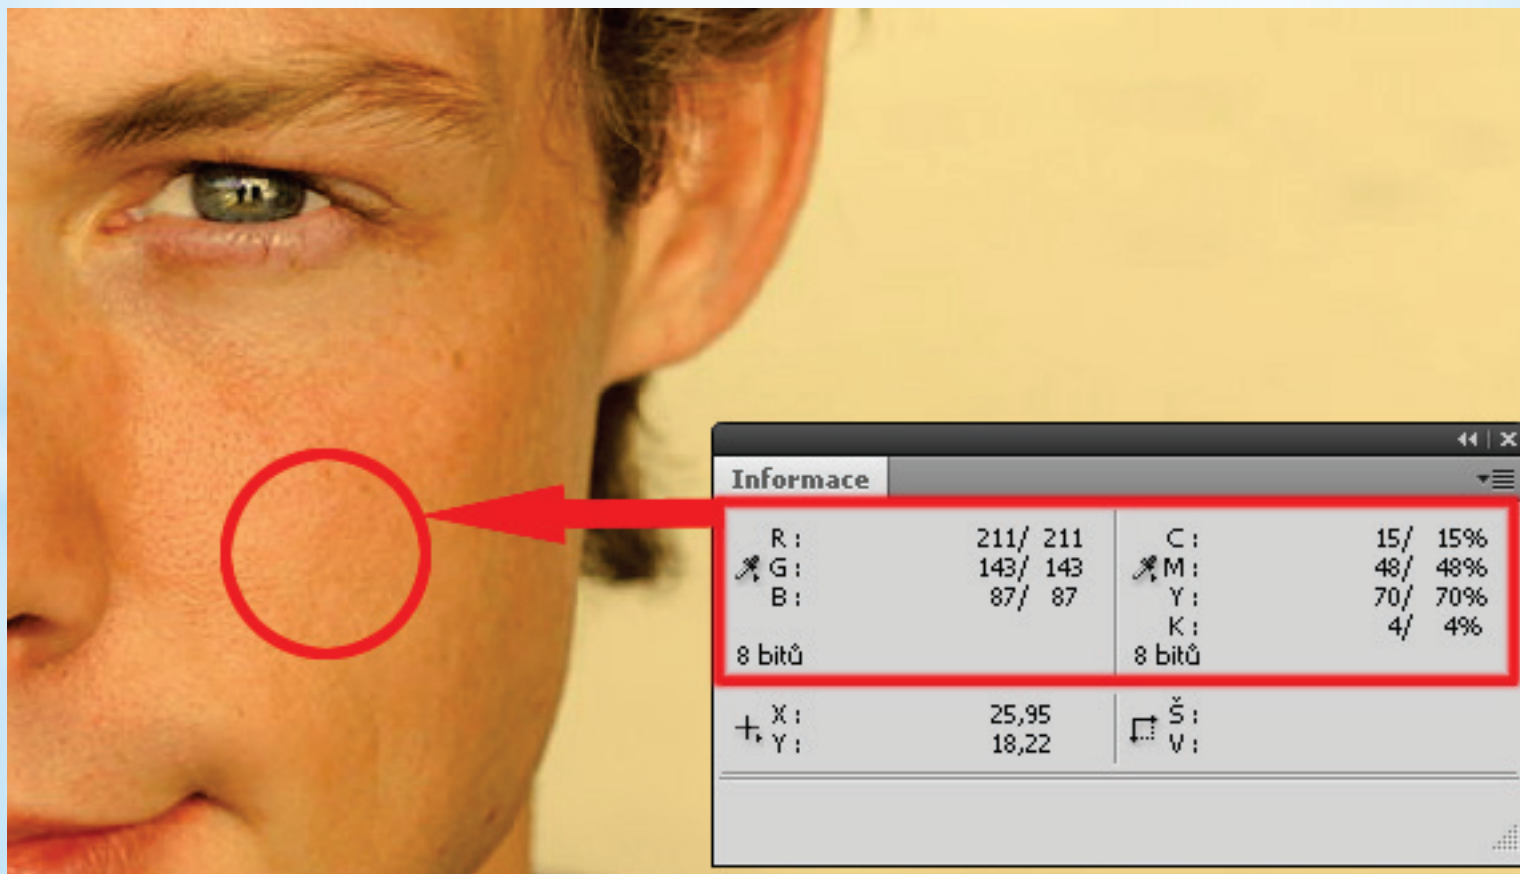 Informace
R : 211/ 211
G : 143/ 143
B : 87/ 87
8 bitů
C : 15/ 15%
M : 48/ 48%
Y : 70/ 70%
K : 4/ 4%
8 bitů
X : 25,95
Y : 18,22
Š :
V :